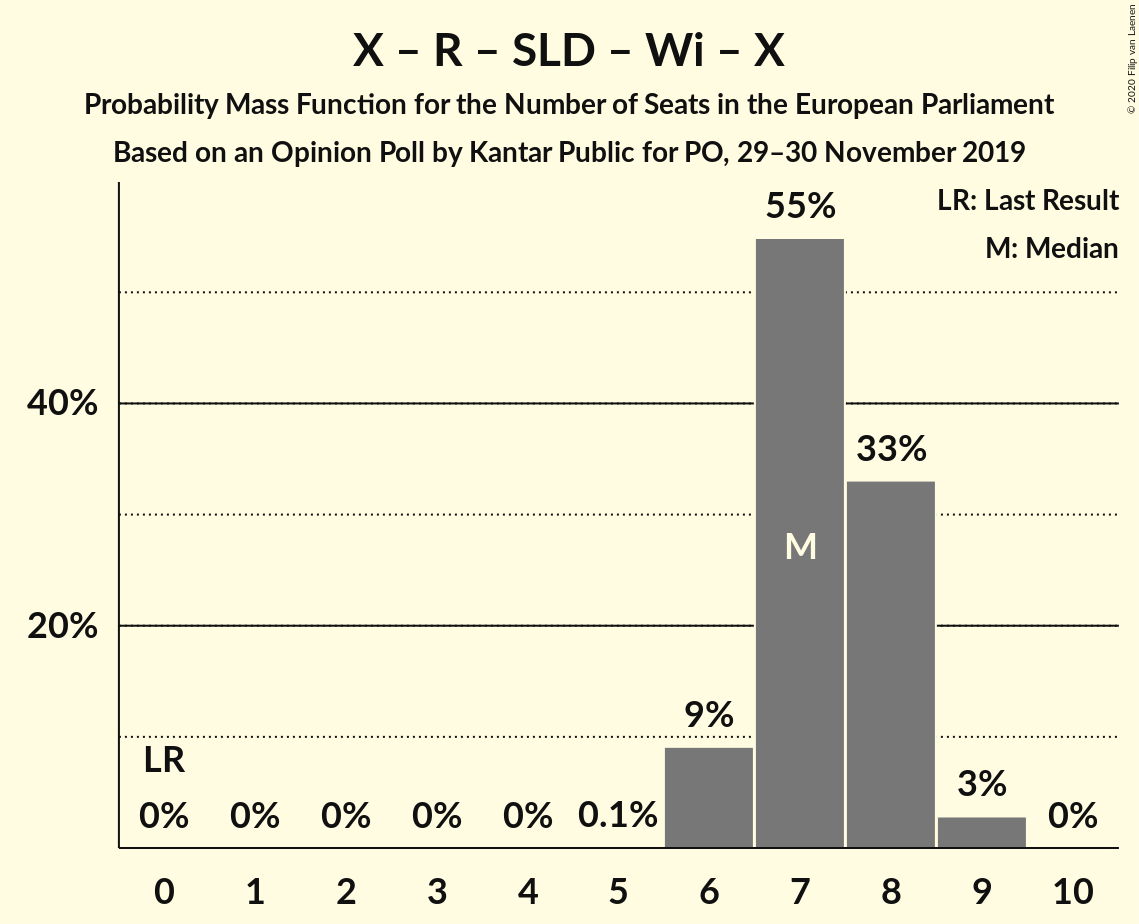 X – R – SLD – Wi – X
Probability Mass Function for the Number of Seats in the European Parliament
Based on an Opinion Poll by Kantar Public for PO, 29–30 November 2019
© 2020 Filip van Laenen
LR: Last Result
M: Median
55%
40%
33%
M
20%
9%
LR
3%
0% 0% 0% 0% 0% 0.1% 0%
0 1 2 3 4 5 6 7 8 9 10